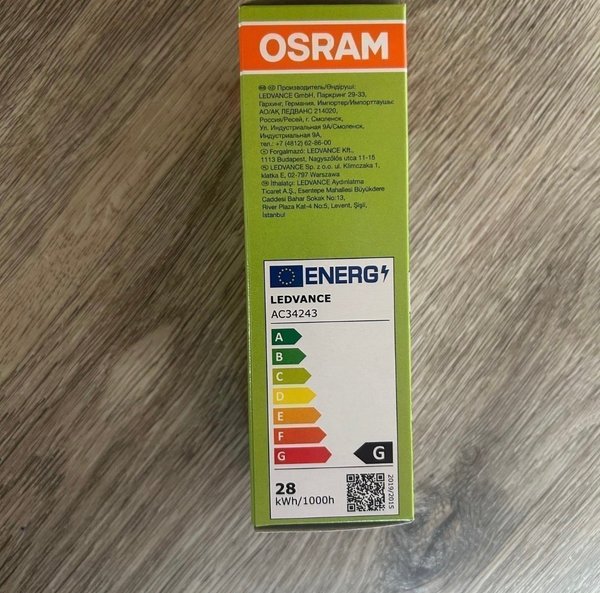 OSRAM
Производитель/Өндіруші:
LEDVANCE GmbH, Паркринг 29-33,
Гархинг, Германия. Импортер/Импорттаушы:
АО/АҚ ЛЕДВАНС 214020,
Россия/Ресей, г. Смоленск,
Ул. Индустриальная 9А/Смоленск,
Индустриальная 9А,
тел.: +7 (4812) 62-86-00
Forgalmazó: LEDVANCE Kft.,
1113 Budapest, Nagyszőlős utca 11-15
LEDVANCE Sp. z o.o. ul. Klimczaka 1,
klatka E, 02-797 Warszawa
İthalatçı: LEDVANCE Aydınlatma
Ticaret A.Ş., Esentepe Mahallesi Büyükdere
Caddesi Bahar Sokak No:13,
River Plaza Kat-4 No:5, Levent, Şişli,
İstanbul
ENERG
LEDVANCE
AC34243
A
B
C
D
E
F
G
G
28
kWh/1000h
2019/2015